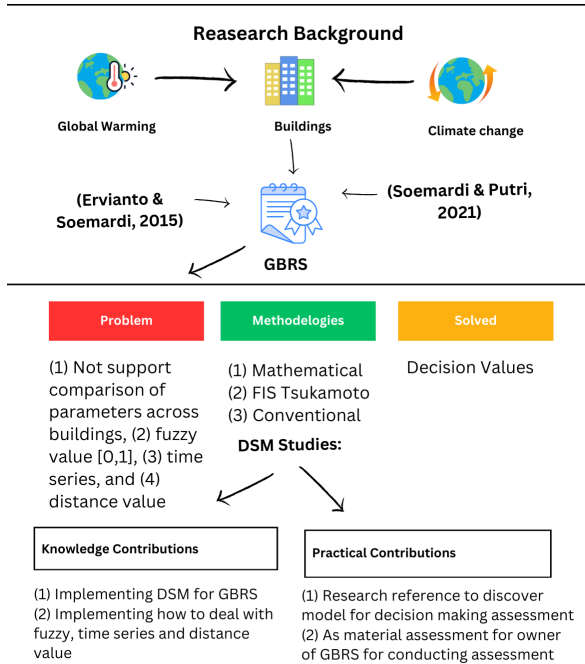 Reasearch Background
Global Warming
Buildings
Climate change
(Ervianto &
Soemardi, 2015)
(Soemardi & Putri,
2021)
GBRS
Problem
Methodelogies
Solved
(1) Not support
comparison of
parameters across
buildings, (2) fuzzy
value [0,1], (3) time
series, and (4)
distance value
(1) Mathematical
(2) FIS Tsukamoto
(3) Conventional
Decision Values
DSM Studies:
Knowledge Contributions
(1) Implementing DSM for GBRS
(2) Implementing how to deal with
fuzzy, time series and distance
value
Practical Contributions
(1) Research reference to discover
model for decision making assessment
(2) As material assessment for owner
of GBRS for conducting assessment